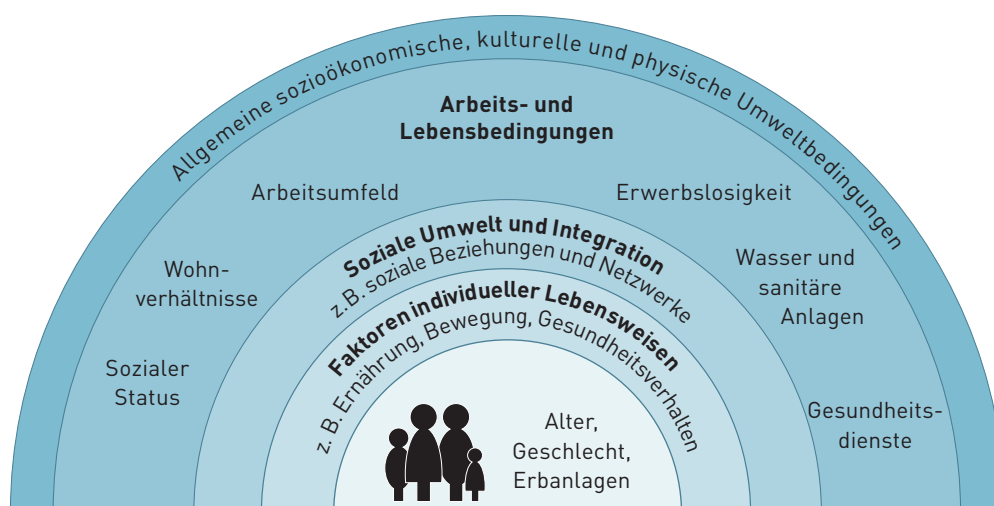 Allgemeine sozioökonomische, kulturelle und physische Umweltbedingungen
Arbeits- und
Lebensbedingungen
Arbeitsumfeld
Erwerbslosigkeit
Wohn-
verhältnisse
Wasser und
sanitäre
Anlagen
Sozialer
Status
Gesundheits-
dienste
Soziale Umwelt und Integration
z.B. soziale Beziehungen und Netzwerke
Faktoren individueller Lebensweisen
z. B. Ernährung, Bewegung, Gesundheitsverhalten
Alter,
Geschlecht,
Erbanlagen